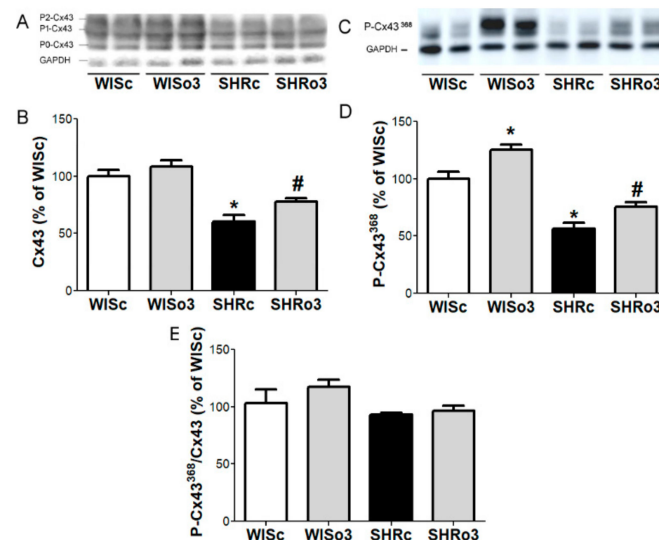 A
P2-Cx43
P1-Cx43
P0-Cx43
GAPDH
WISc WISo3 SHRc SHRo3
C
P-Cx43³⁶⁸
GAPDH
WISc WISo3 SHRc SHRo3
B
Cx43 (% of WISc)
150
100
50
0
*
#
WISc WISo3 SHRc SHRo3
D
P-Cx43³⁶⁸ (% of WISc)
150
100
50
0
*
*
#
WISc WISo3 SHRc SHRo3
E
P-Cx43³⁶⁸/Cx43 (% of WISc)
150
100
50
0
WISc WISo3 SHRc SHRo3